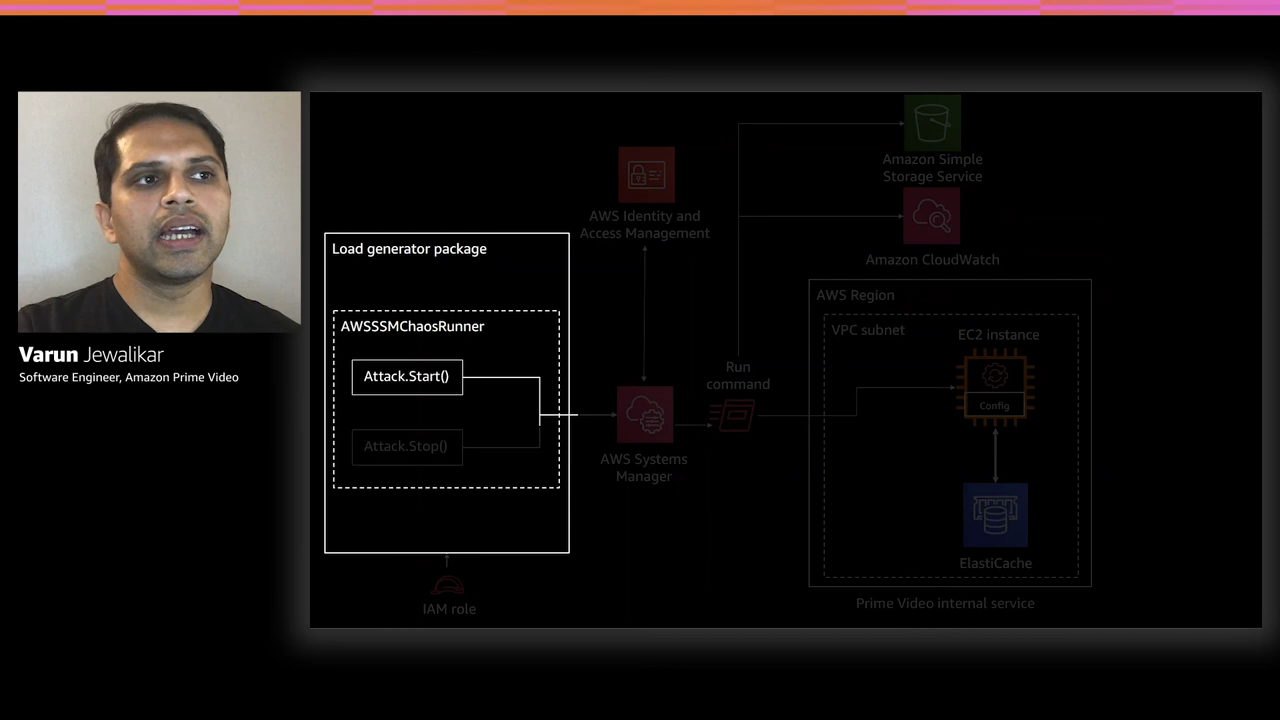 Varun Jewalikar
Software Engineer, Amazon Prime Video
Load generator package
AWSSSMChaosRunner
Attack.Start()
Attack.Stop()
IAM role
AWS Identity and
Access Management
AWS Systems
Manager
Run
command
Amazon Simple
Storage Service
Amazon CloudWatch
AWS Region
VPC subnet
EC2 instance
Config
ElastiCache
Prime Video internal service